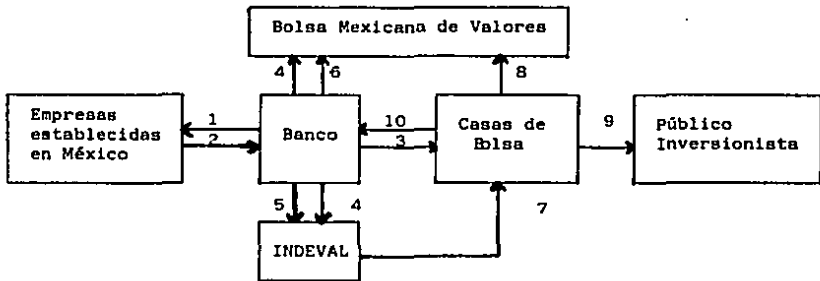 Bolsa Mexicana de Valores
4
6
8
Empresas
establecidas
en México
1
2
Banco
10
3
Casas de
Bolsa
9
Público
Inversionista
5
4
7
INDEVAL